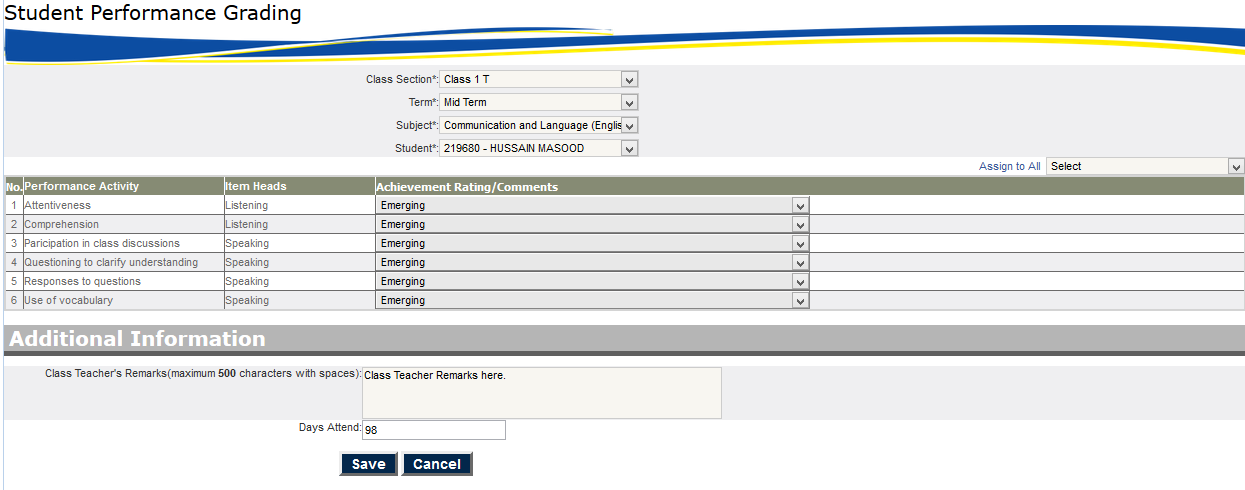 Student Performance Grading
Class Section*: Class 1 T
Term*: Mid Term
Subject*: Communication and Language (Englis
Student*: 219680 - HUSSAIN MASOOD
Assign to All Select
No. Performance Activity Item Heads Achievement Rating/Comments
1 Attentiveness Listening Emerging
2 Comprehension Listening Emerging
3 Paricipation in class discussions Speaking Emerging
4 Questioning to clarify understanding Speaking Emerging
5 Responses to questions Speaking Emerging
6 Use of vocabulary Speaking Emerging
Additional Information
Class Teacher's Remarks(maximum 500 characters with spaces): Class Teacher Remarks here.
Days Attend: 98
Save Cancel